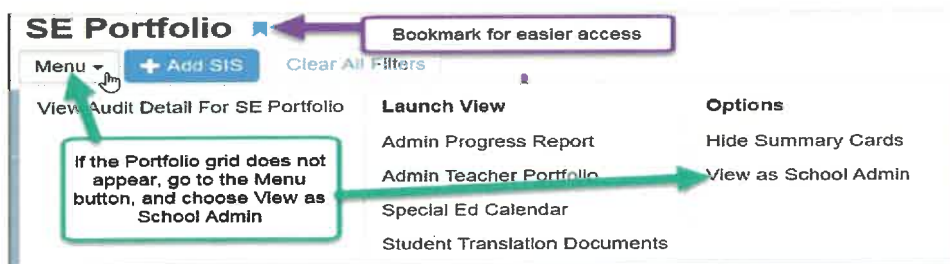 SE Portfolio
Bookmark for easier access
Menu
+ Add SIS
Clear All Filters
View Audit Detail For SE Portfolio
Launch View
Options
Admin Progress Report
Hide Summary Cards
If the Portfolio grid does not
appear, go to the Menu
button, and choose View as
School Admin
Admin Teacher Portfolio
View as School Admin
Special Ed Calendar
Student Translation Documents